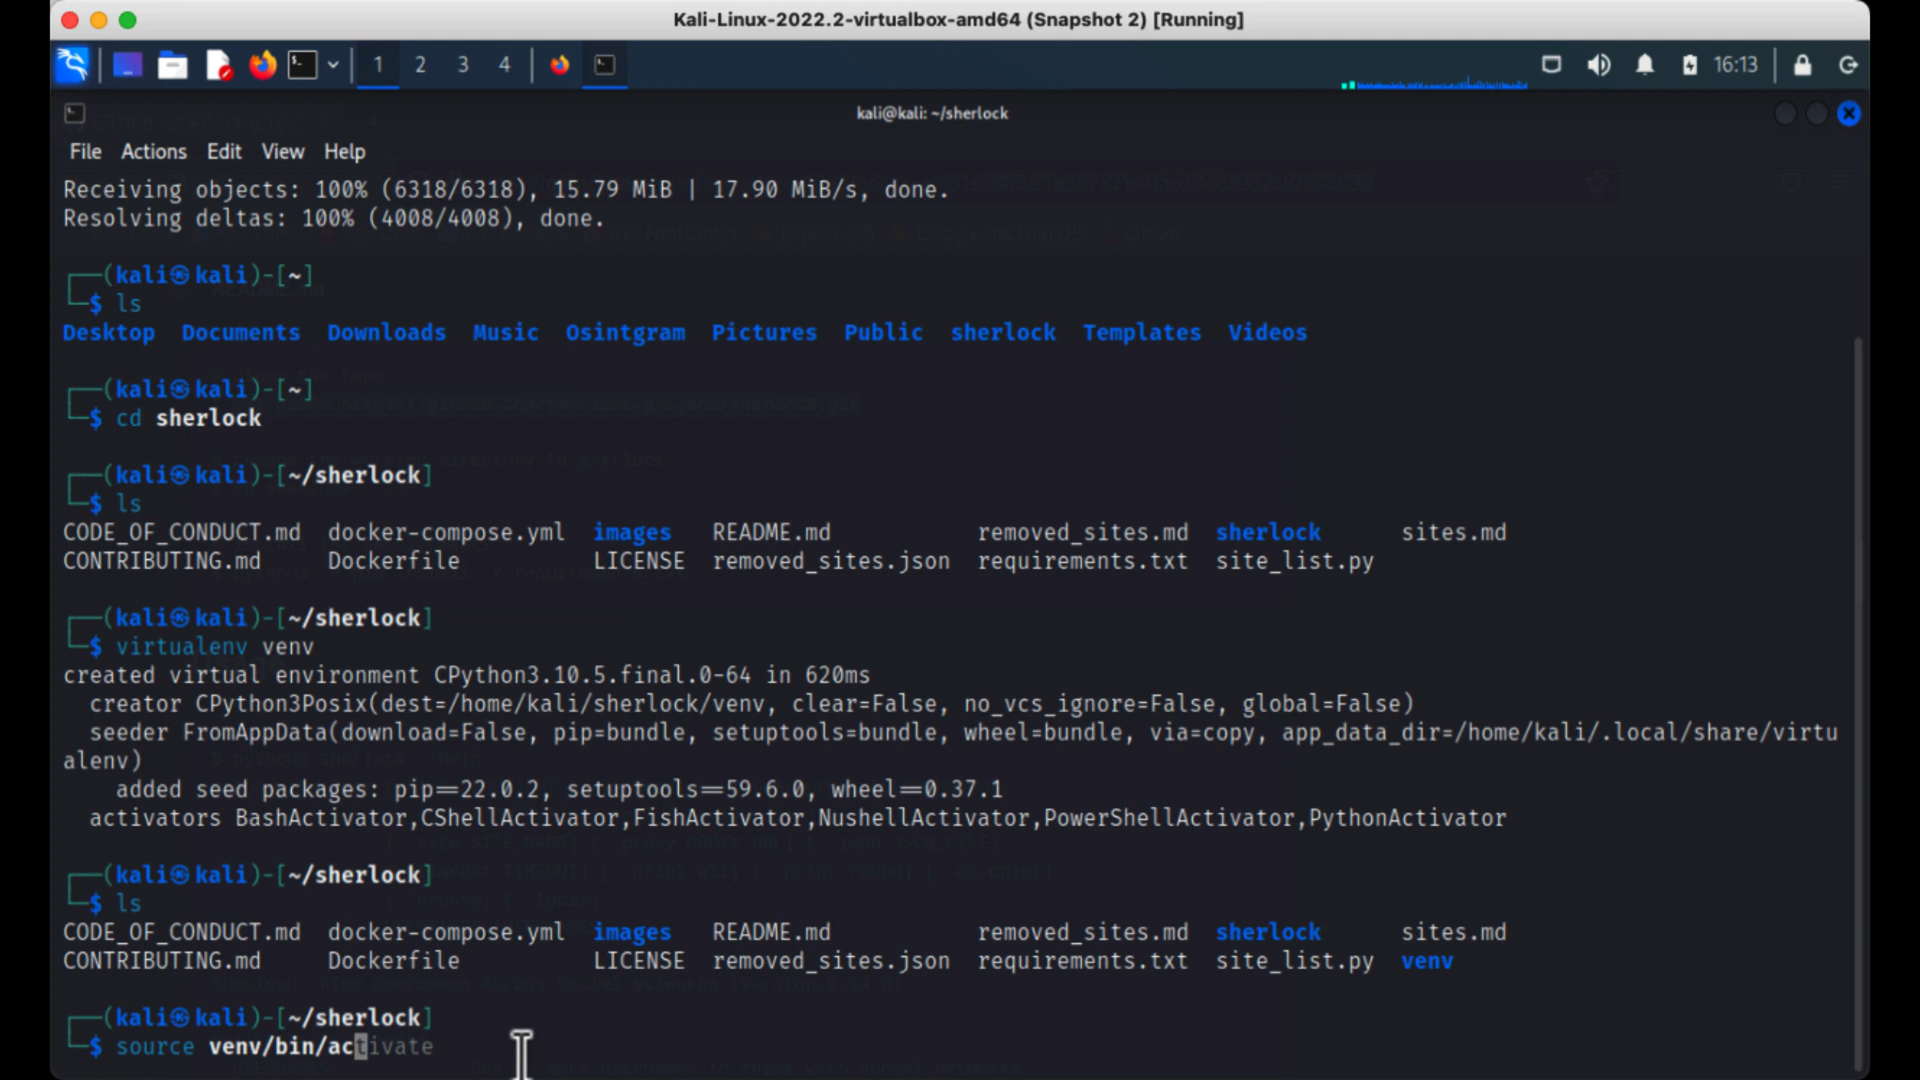 Kali-Linux-2022.2-virtualbox-amd64 (Snapshot 2) [Running]
1 2 3 4 16:13
kali@kali: ~/sherlock
File Actions Edit View Help
Receiving objects: 100% (6318/6318), 15.79 MiB | 17.90 MiB/s, done.
Resolving deltas: 100% (4008/4008), done.
┌──(kali㉿kali)-[~]
└─$ ls
Desktop Documents Downloads Music Osintgram Pictures Public sherlock Templates Videos
┌──(kali㉿kali)-[~]
└─$ cd sherlock
┌──(kali㉿kali)-[~/sherlock]
└─$ ls
CODE_OF_CONDUCT.md docker-compose.yml images README.md removed_sites.md sherlock sites.md
CONTRIBUTING.md Dockerfile LICENSE removed_sites.json requirements.txt site_list.py
┌──(kali㉿kali)-[~/sherlock]
└─$ virtualenv venv
created virtual environment CPython3.10.5.final.0-64 in 620ms
creator CPython3Posix(dest=/home/kali/sherlock/venv, clear=False, no_vcs_ignore=False, global=False)
seeder FromAppData(download=False, pip=bundle, setuptools=bundle, wheel=bundle, via=copy, app_data_dir=/home/kali/.local/share/virtu
alenv)
added seed packages: pip==22.0.2, setuptools==59.6.0, wheel==0.37.1
activators BashActivator,CShellActivator,FishActivator,NushellActivator,PowerShellActivator,PythonActivator
┌──(kali㉿kali)-[~/sherlock]
└─$ ls
CODE_OF_CONDUCT.md docker-compose.yml images README.md removed_sites.md sherlock sites.md
CONTRIBUTING.md Dockerfile LICENSE removed_sites.json requirements.txt site_list.py venv
┌──(kali㉿kali)-[~/sherlock]
└─$ source venv/bin/activate